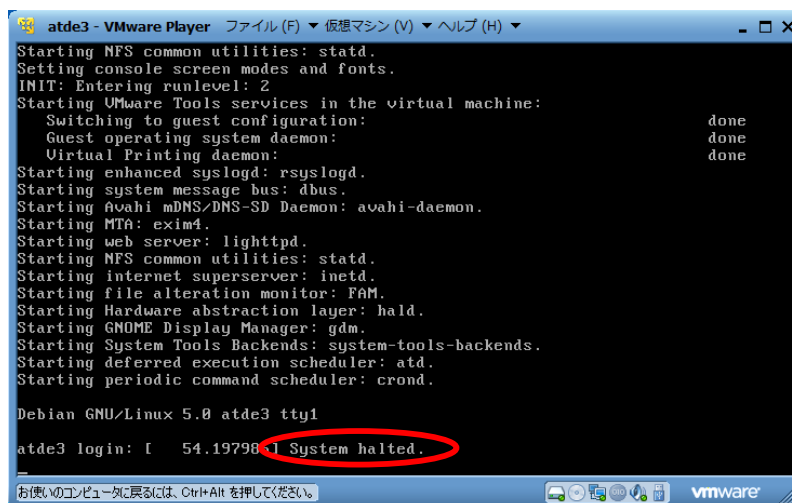 atde3 - VMware Player ファイル (F) ▼ 仮想マシン (V) ▼ ヘルプ (H) ▼
Starting NFS common utilities: statd.
Setting console screen modes and fonts.
INIT: Entering runlevel: 2
Starting VMware Tools services in the virtual machine:
   Switching to guest configuration: done
   Guest operating system daemon: done
   Virtual Printing daemon: done
Starting enhanced syslogd: rsyslogd.
Starting system message bus: dbus.
Starting Avahi mDNS/DNS-SD Daemon: avahi-daemon.
Starting MTA: exim4.
Starting web server: lighttpd.
Starting NFS common utilities: statd.
Starting internet superserver: inetd.
Starting file alteration monitor: FAM.
Starting Hardware abstraction layer: hald.
Starting GNOME Display Manager: gdm.
Starting System Tools Backends: system-tools-backends.
Starting deferred execution scheduler: atd.
Starting periodic command scheduler: crond.
Debian GNU/Linux 5.0 atde3 tty1
atde3 login: [ 54.19798 ] System halted.
お使いのコンピュータに戻るには、Ctrl+Alt を押してください。 vmware